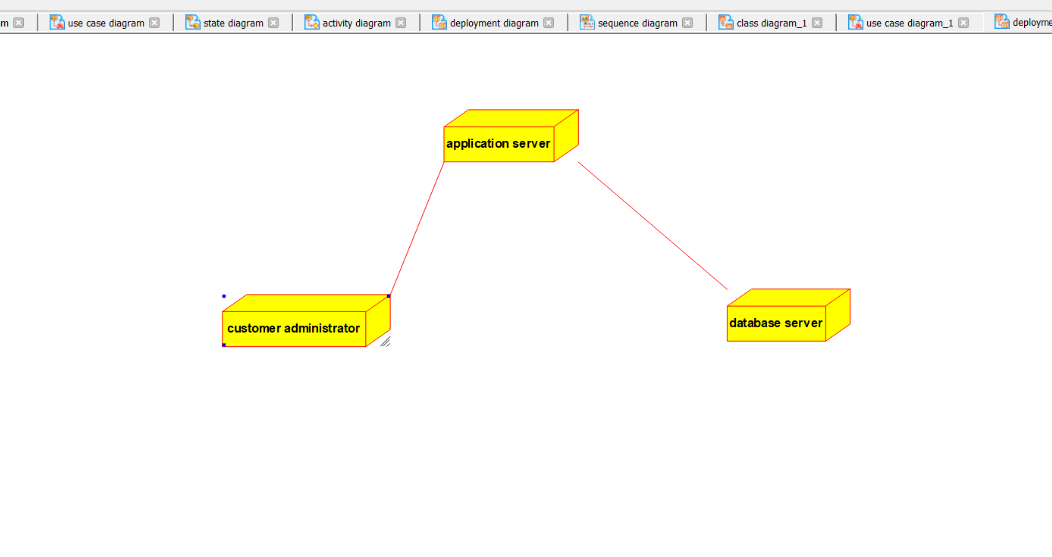 m
use case diagram
state diagram
activity diagram
deployment diagram
sequence diagram
class diagram_1
use case diagram_1
deployme
application server
customer administrator
database server